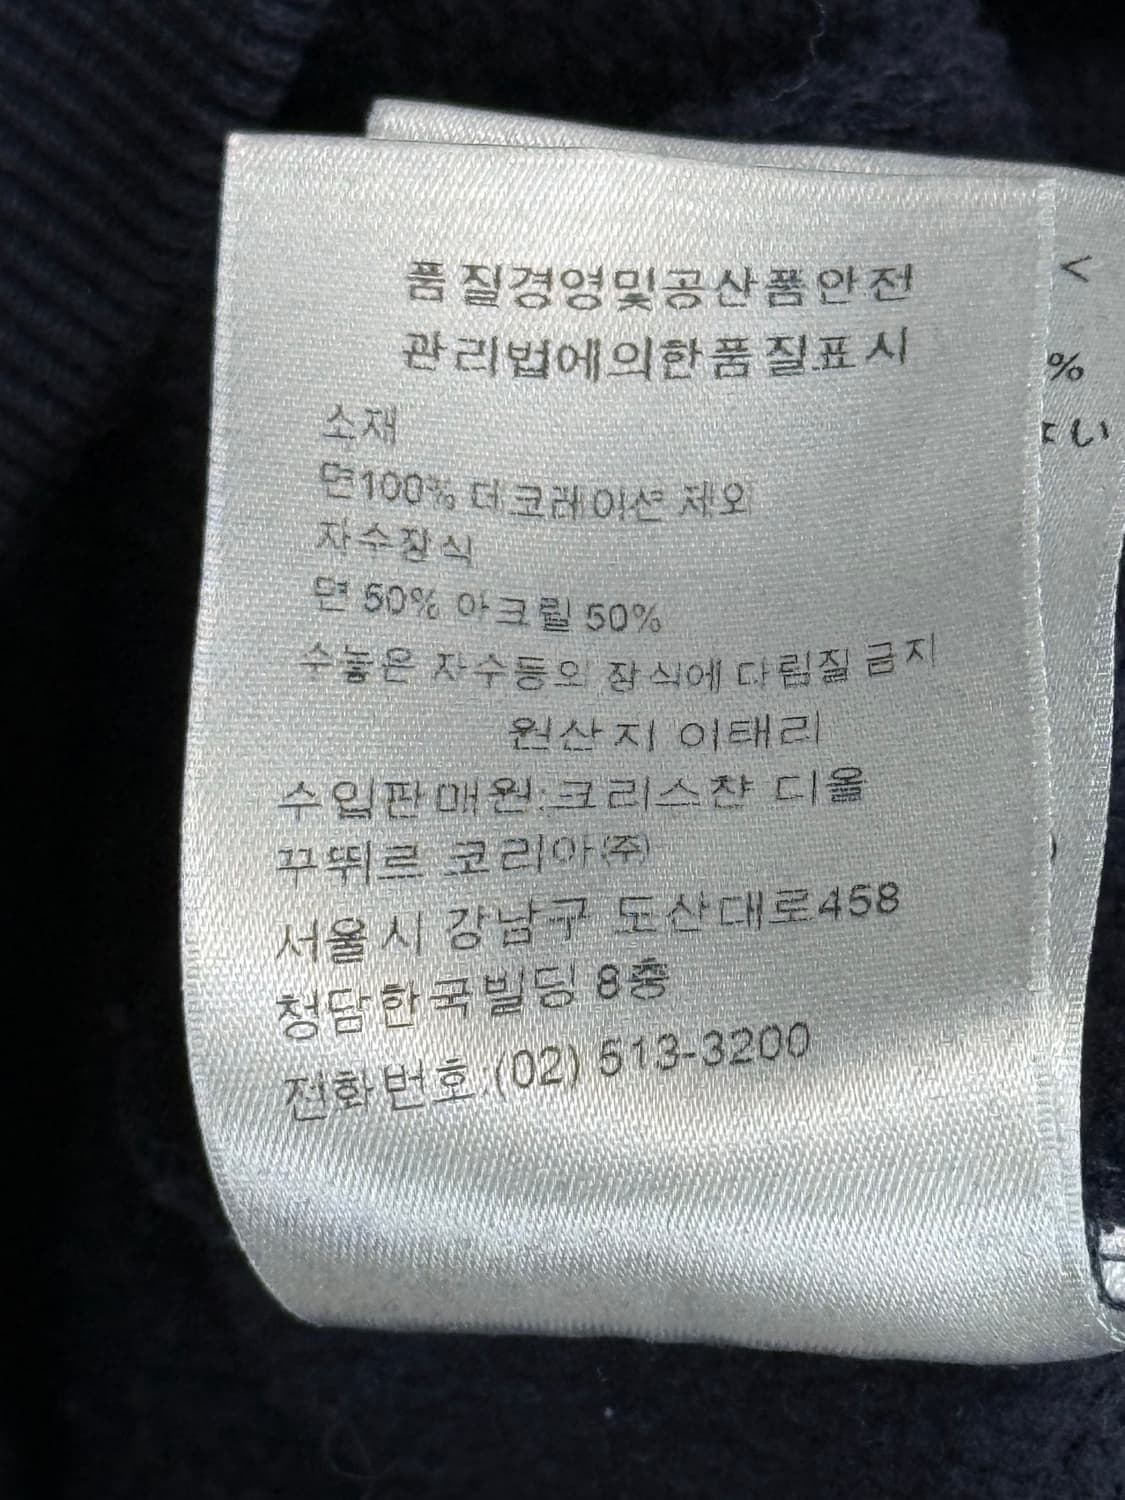 품질경영및공산품안전
관리법에의한품질표시
소재
면100% 데코레이션 제외
자수장식
면 50% 아크릴 50%
수놓은 자수등의 장식에 다림질 금지
원산지 이태리
수입판매원:크리스챤 디올
꾸뛰르 코리아(주)
서울시 강남구 도산대로458
청담한국빌딩 8층
전화번호:(02) 513-3200
<
%
)